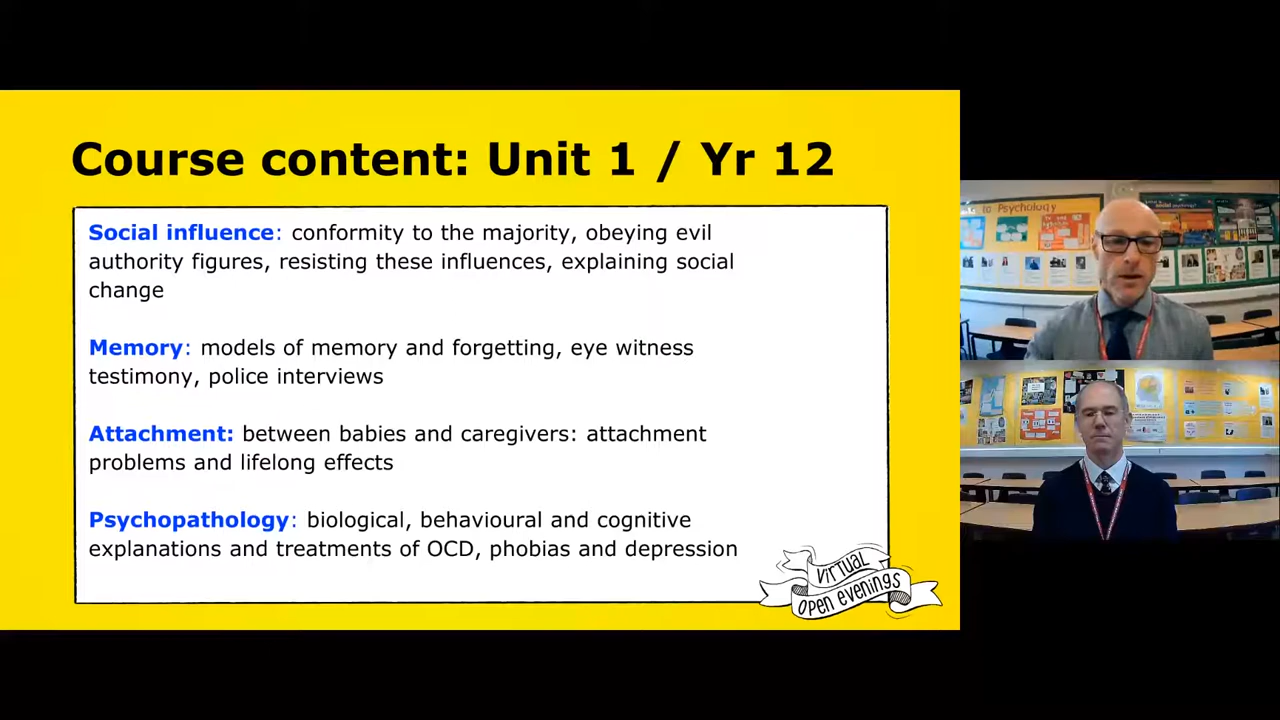 Course content: Unit 1 / Yr 12
Social influence: conformity to the majority, obeying evil
authority figures, resisting these influences, explaining social
change
Memory: models of memory and forgetting, eye witness
testimony, police interviews
Attachment: between babies and caregivers: attachment
problems and lifelong effects
Psychopathology: biological, behavioural and cognitive
explanations and treatments of OCD, phobias and depression
VIRTUAL
OPEN EVENINGS
to Psychology